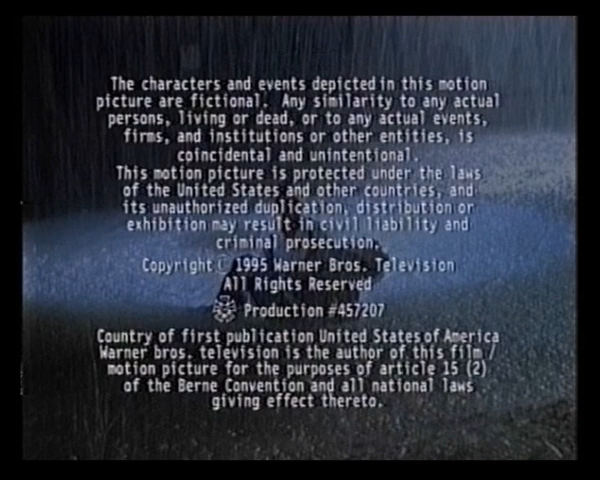 The characters and events depicted in this motion
picture are fictional. Any similarity to any actual
persons, living or dead, or to any actual events,
firms, and institutions or other entities, is
coincidental and unintentional.
This motion picture is protected under the laws
of the United States and other countries, and
its unauthorized duplication, distribution or
exhibition may result in civil liability and
criminal prosecution.
Copyright © 1995 Warner Bros. Television
All Rights Reserved
Production #457207
Country of first publication United States of America
Warner bros. television is the author of this film /
motion picture for the purposes of article 15 (2)
of the Berne Convention and all national laws
giving effect thereto.